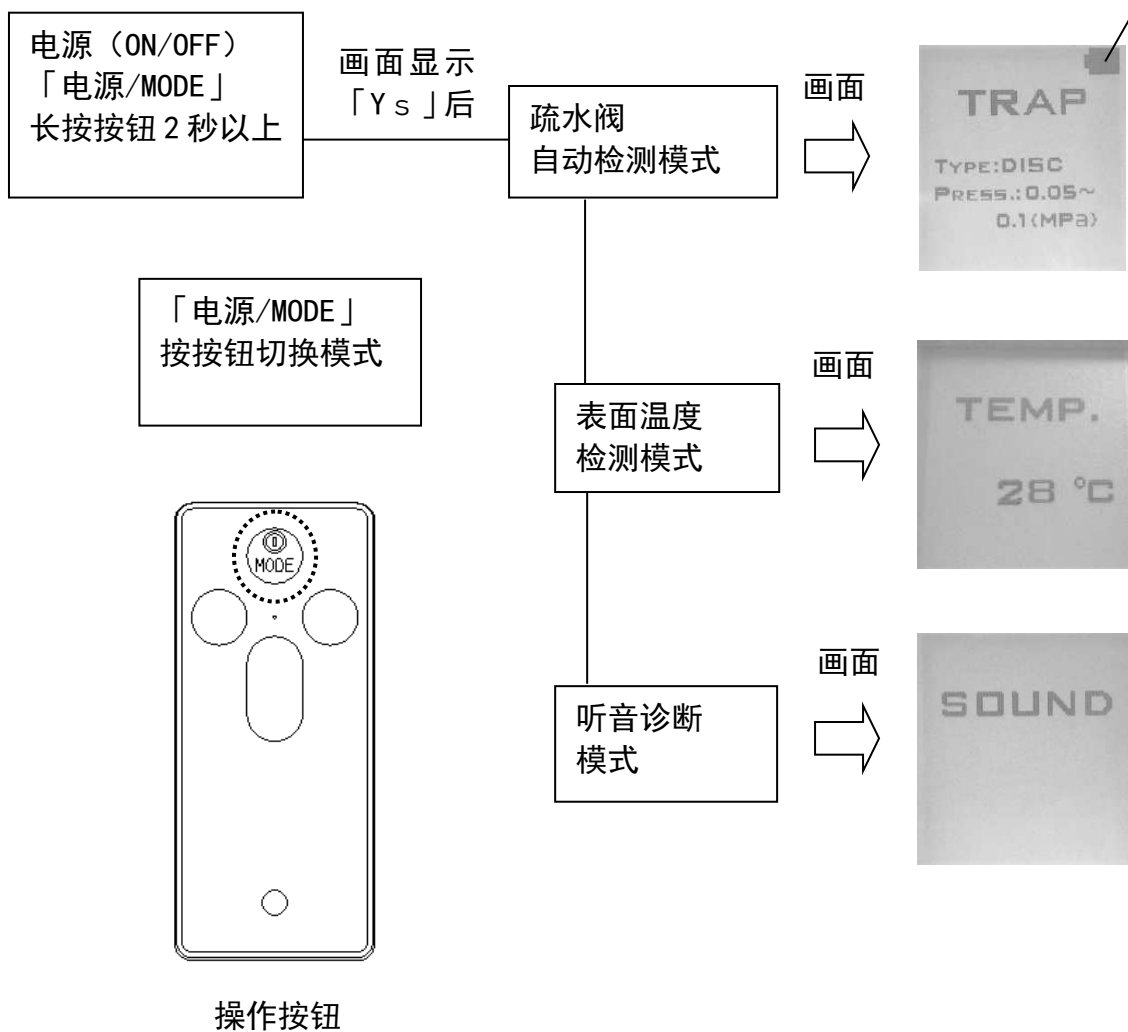 电源（ON/OFF）
「电源/MODE」
长按按钮2秒以上
画面显示
「Ys」后
疏水阀
自动检测模式
画面
TRAP
TYPE:DISC
PRESS.:0.05~
0.1(MPa)
「电源/MODE」
按按钮切换模式
表面温度
检测模式
画面
TEMP.
28 °C
MODE
听音诊断
模式
画面
SOUND
操作按钮